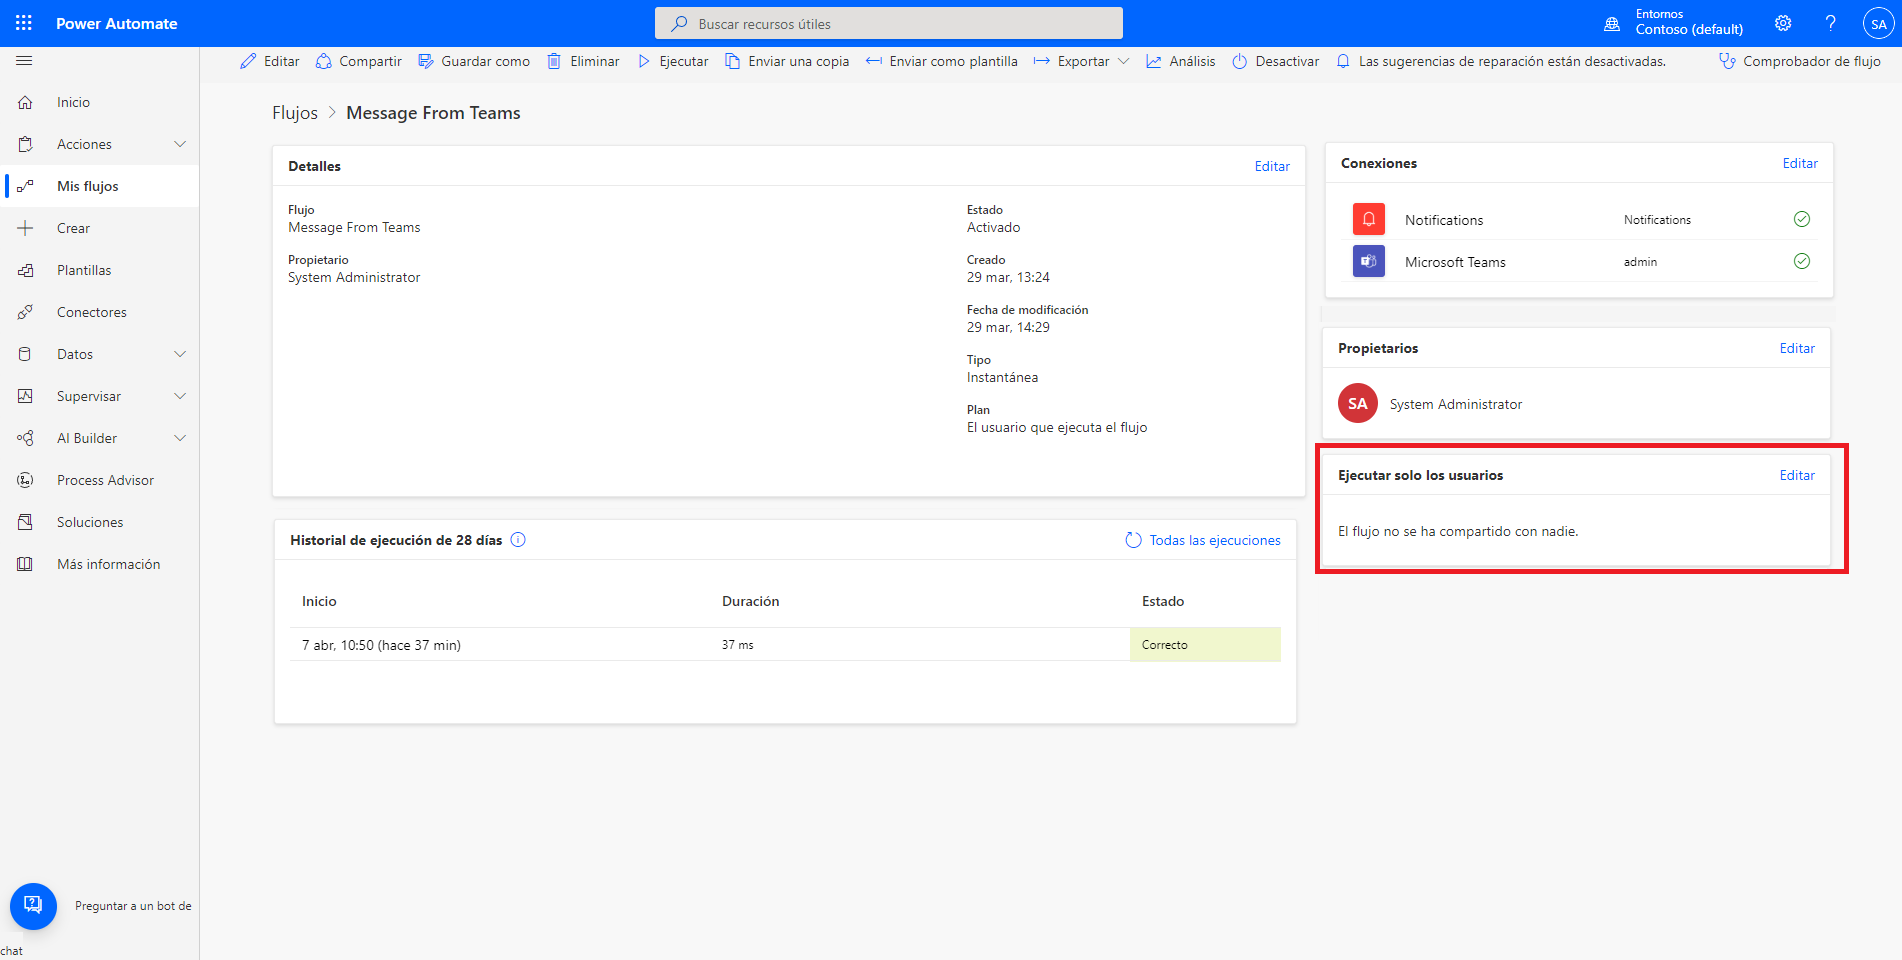 Power Automate
Buscar recursos útiles
Entornos
Contoso (default)
?
SA
Editar
Compartir
Guardar como
Eliminar
Ejecutar
Enviar una copia
Enviar como plantilla
Exportar
Análisis
Desactivar
Las sugerencias de reparación están desactivadas.
Comprobador de flujo
Inicio
Acciones
Mis flujos
Crear
Plantillas
Conectores
Datos
Supervisar
AI Builder
Process Advisor
Soluciones
Más información
Preguntar a un bot de
chat
Flujos > Message From Teams
Detalles
Editar
Flujo
Message From Teams
Propietario
System Administrator
Estado
Activado
Creado
29 mar, 13:24
Fecha de modificación
29 mar, 14:29
Tipo
Instantánea
Plan
El usuario que ejecuta el flujo
Historial de ejecución de 28 días
Todas las ejecuciones
Inicio
Duración
Estado
7 abr, 10:50 (hace 37 min)
37 ms
Correcto
Conexiones
Editar
Notifications
Notifications
Microsoft Teams
admin
Propietarios
Editar
SA
System Administrator
Ejecutar solo los usuarios
Editar
El flujo no se ha compartido con nadie.